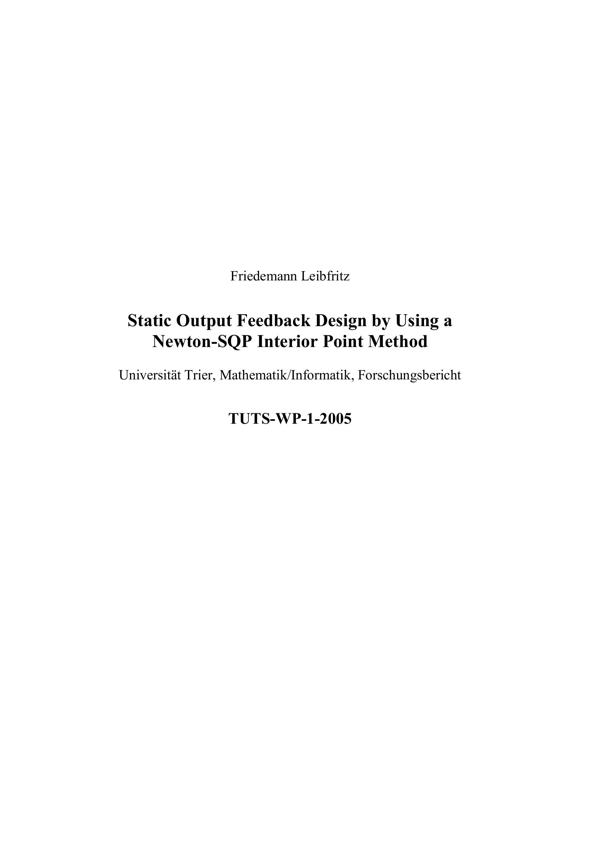 Friedemann Leibfritz
Static Output Feedback Design by Using a
Newton-SQP Interior Point Method
Universität Trier, Mathematik/Informatik, Forschungsbericht
TUTS-WP-1-2005